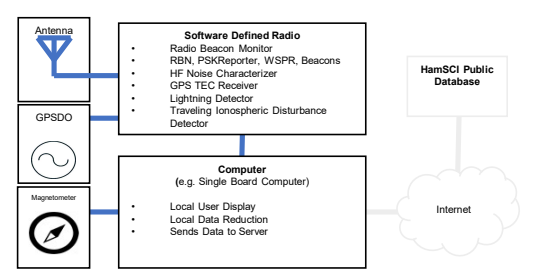 Antenna
Software Defined Radio
• Radio Beacon Monitor
• RBN, PSKReporter, WSPR, Beacons
• HF Noise Characterizer
• GPS TEC Receiver
• Lightning Detector
• Traveling Ionospheric Disturbance
Detector
GPSDO
Magnetometer
Computer
(e.g. Single Board Computer)
• Local User Display
• Local Data Reduction
• Sends Data to Server
HamSCI Public
Database
Internet